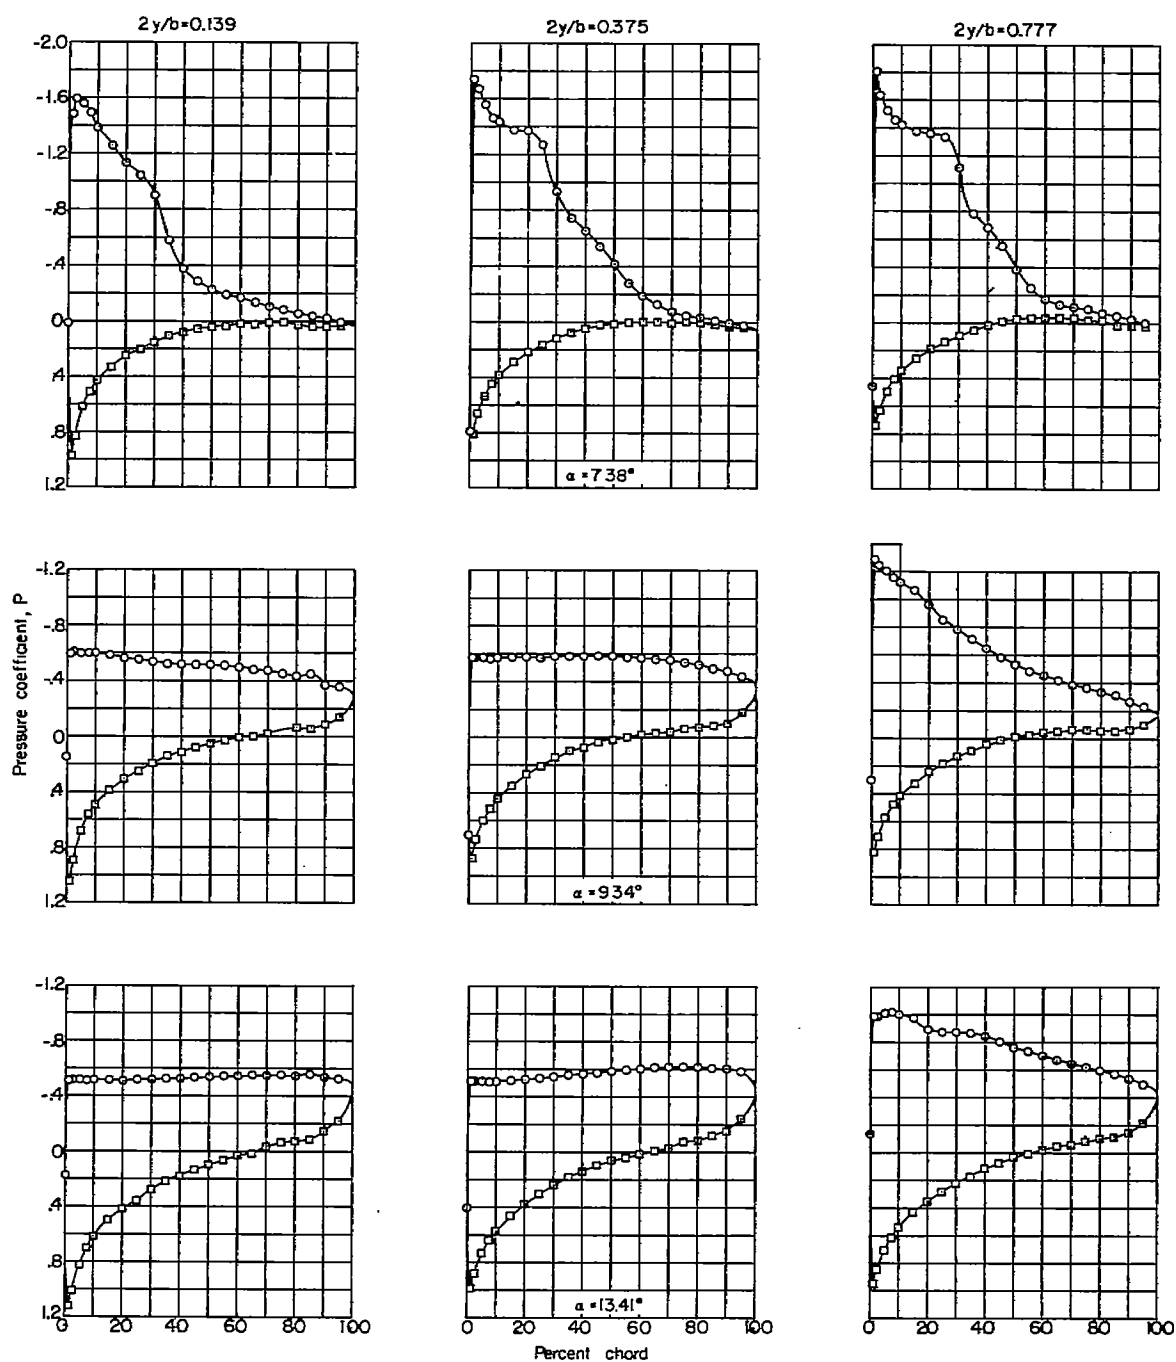 2y/b=0.139
2y/b=0.375
2y/b=0.777
-2.0
-1.6
-1.2
-.8
-.4
0
.4
.8
1.2
α=7.38°
Pressure coefficient, P
-1.2
-.8
-.4
0
.4
.8
1.2
α=9.34°
-1.2
-.8
-.4
0
.4
.8
1.2
α=13.41°
0 20 40 60 80 100
0 20 40 60 80 100
0 20 40 60 80 100
Percent chord